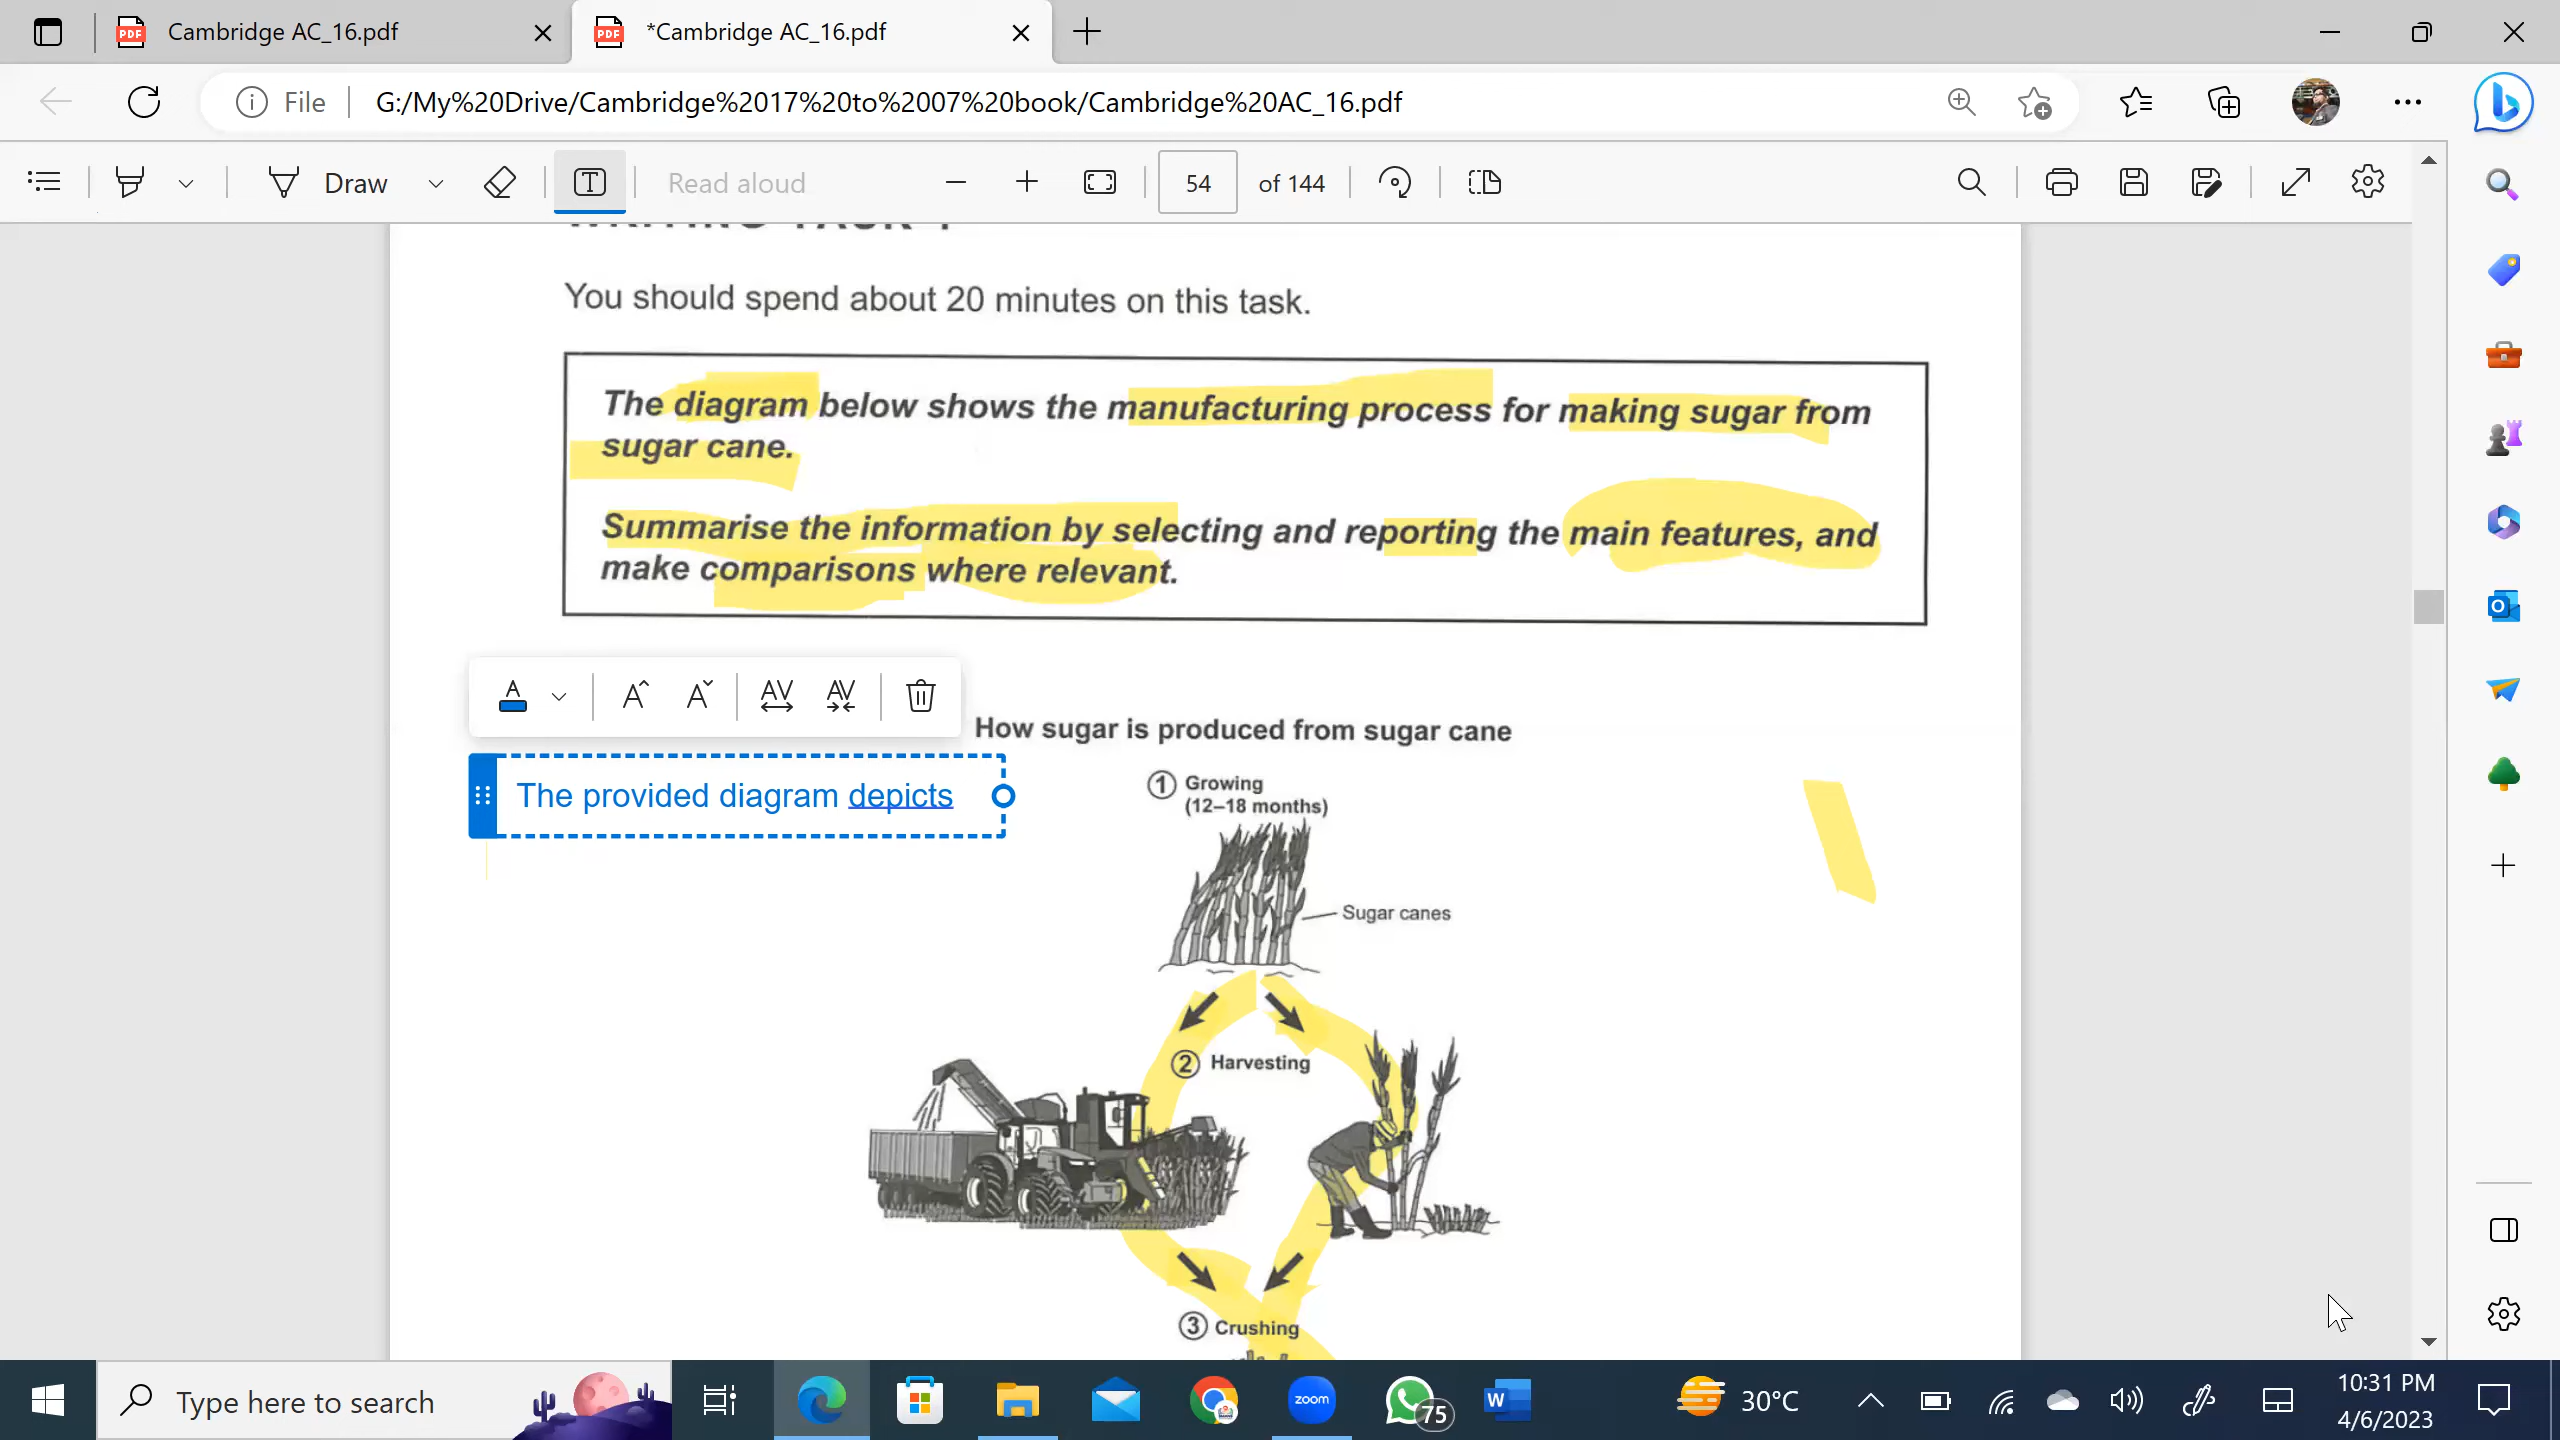 Cambridge AC_16.pdf
*Cambridge AC_16.pdf
File
G:/My%20Drive/Cambridge%2017%20to%2007%20book/Cambridge%20AC_16.pdf
Draw
Read aloud
54
of 144
You should spend about 20 minutes on this task.
The diagram below shows the manufacturing process for making sugar from
sugar cane.
Summarise the information by selecting and reporting the main features, and
make comparisons where relevant.
How sugar is produced from sugar cane
The provided diagram depicts
1 Growing
(12–18 months)
Sugar canes
2 Harvesting
3 Crushing
Type here to search
zoom
75
30°C
10:31 PM
4/6/2023